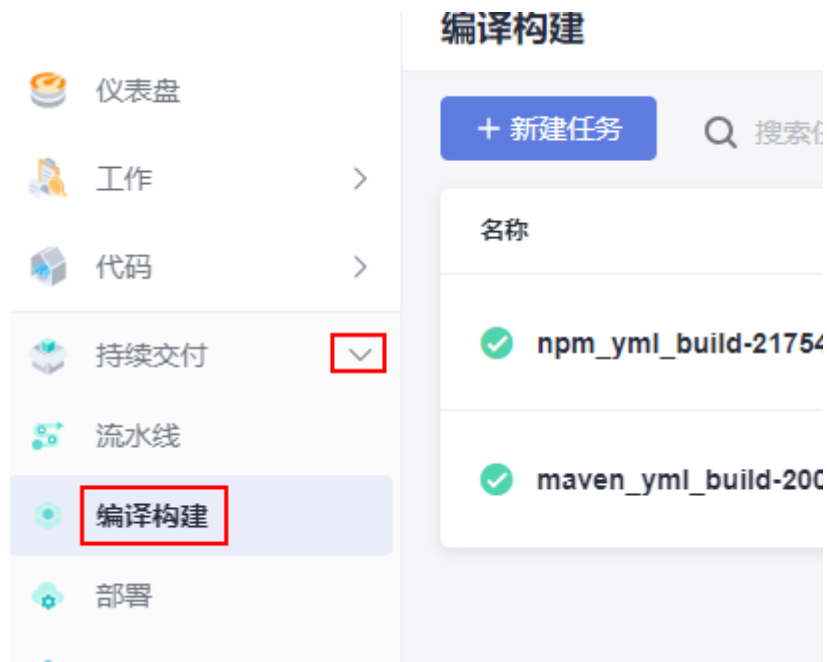 仪表盘
工作
代码
持续交付
流水线
编译构建
部署
编译构建
+ 新建任务
搜索
名称
npm_yml_build-21754
maven_yml_build-200